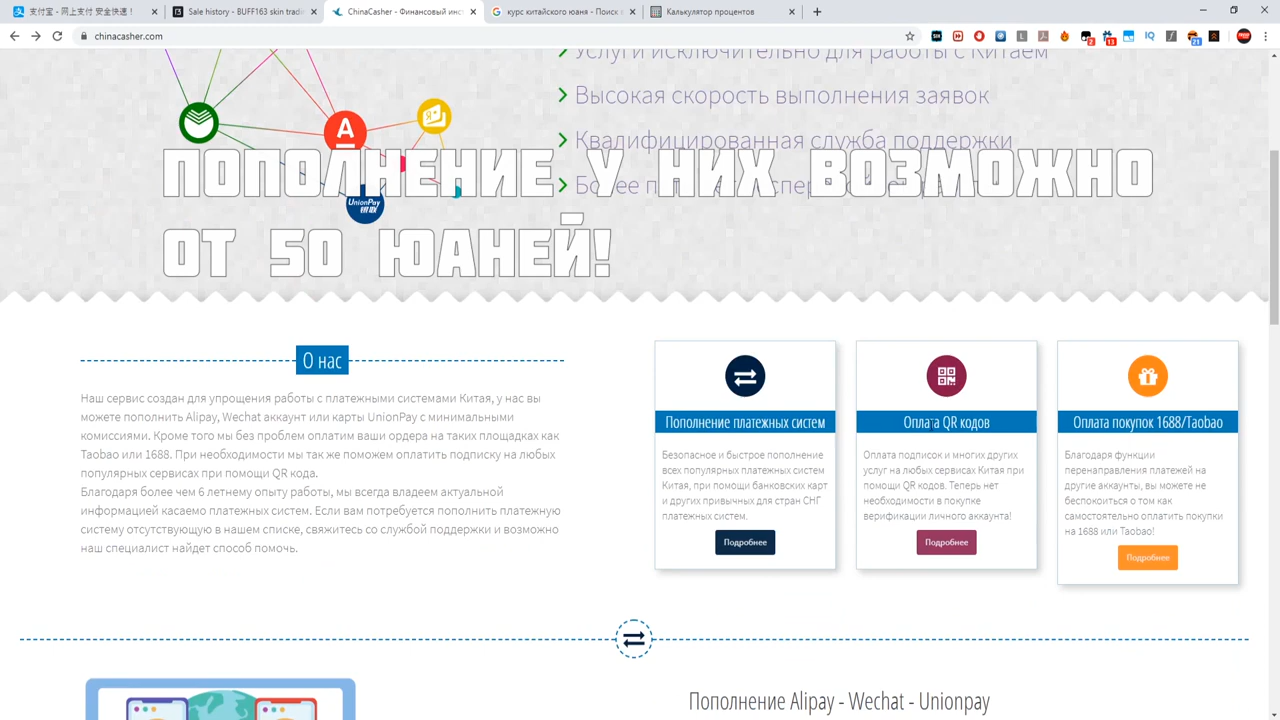 支付宝 - 网上支付 安全快速！
Sale history - BUFF163 skin tradi
ChinaCasher - Финансовый инс
курс китайского юаня - Поиск в
Калькулятор процентов
chinacasher.com
Услуги исключительно для работы с Китаем
Высокая скорость выполнения заявок
Квалифицированная служба поддержки
UnionPay
银联
ПОПОЛНЕНИЕ У НИХ ВОЗМОЖНО
ОТ 50 ЮАНЕЙ!
О нас
Наш сервис создан для упрощения работы с платежными системами Китая, у нас вы
можете пополнить Alipay, Wechat аккаунт или карты UnionPay с минимальными
комиссиями. Кроме того мы без проблем оплатим ваши ордера на таких площадках как
Taobao или 1688. При необходимости мы так же поможем оплатить подписку на любых
популярных сервисах при помощи QR кода.
Благодаря более чем 6 летнему опыту работы, мы всегда владеем актуальной
информацией касаемо платежных систем. Если вам потребуется пополнить платежную
систему отсутствующую в нашем списке, свяжитесь со службой поддержки и возможно
наш специалист найдет способ помочь.
Пополнение платежных систем
Безопасное и быстрое пополнение
всех популярных платежных систем
Китая, при помощи банковских карт
и других привычных для стран СНГ
платежных систем.
Подробнее
Оплата QR кодов
Оплата подписок и многих других
услуг на любых сервисах Китая при
помощи QR кодов. Теперь нет
необходимости в покупке
верификации личного аккаунта!
Подробнее
Оплата покупок 1688/Taobao
Благодаря функции
перенаправления платежей на
другие аккаунты, вы можете не
беспокоиться о том как
самостоятельно оплатить покупки
на 1688 или Taobao!
Подробнее
Пополнение Alipay - Wechat - Unionpay